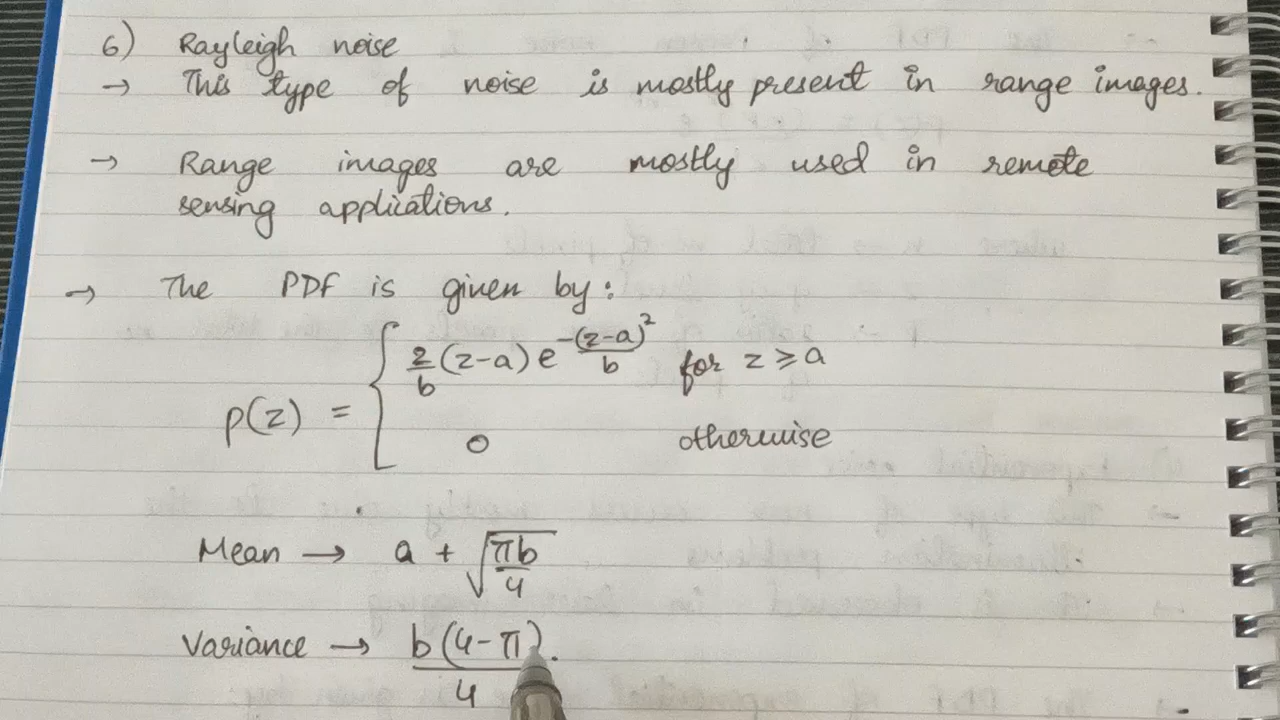 6) Rayleigh noise
→ This type of noise is mostly present in range images.
→ Range images are mostly used in remote
sensing applications.
→ The PDF is given by:
p(z) = { 2/b (z-a) e^{-(z-a)²/b} for z ≥ a
0 otherwise
Mean → a + √(πb/4)
Variance → b(4-π)/4.